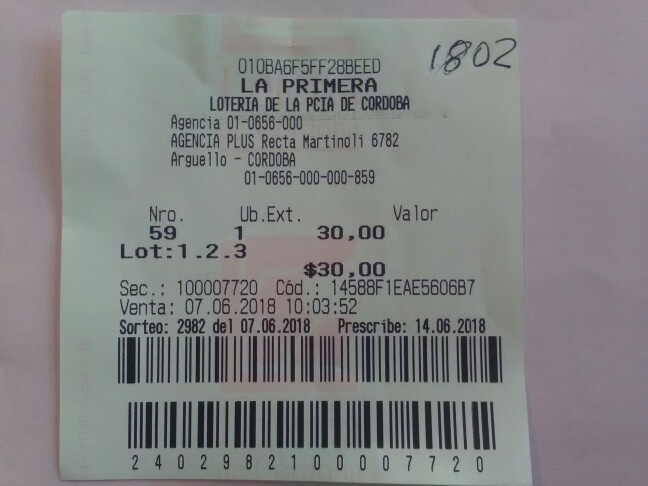 010BA6F5FF28BEED
1802
LA PRIMERA
LOTERIA DE LA PCIA DE CORDOBA
Agencia 01-0656-000
AGENCIA PLUS Recta Martinoli 6782
Arguello - CORDOBA
01-0656-000-000-859
Nro. Ub.Ext. Valor
59 1 30,00
Lot:1.2.3
$30,00
Sec.: 100007720 Cód.: 14588F1EAE5606B7
Venta: 07.06.2018 10:03:52
Sorteo: 2982 del 07.06.2018 Prescribe: 14.06.2018
2402982100007720